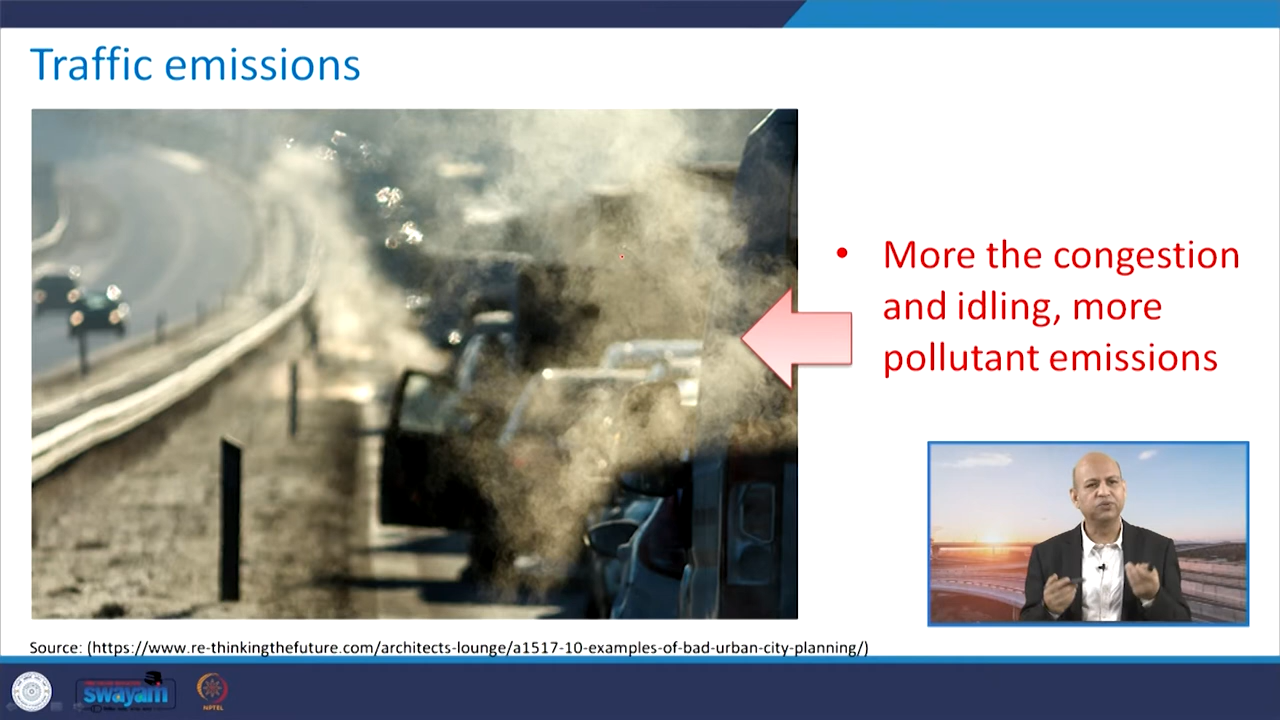 Traffic emissions
• More the congestion
and idling, more
pollutant emissions
Source: (https://www.re-thinkingthefuture.com/architects-lounge/a1517-10-examples-of-bad-urban-city-planning/)
swayam
NPTEL